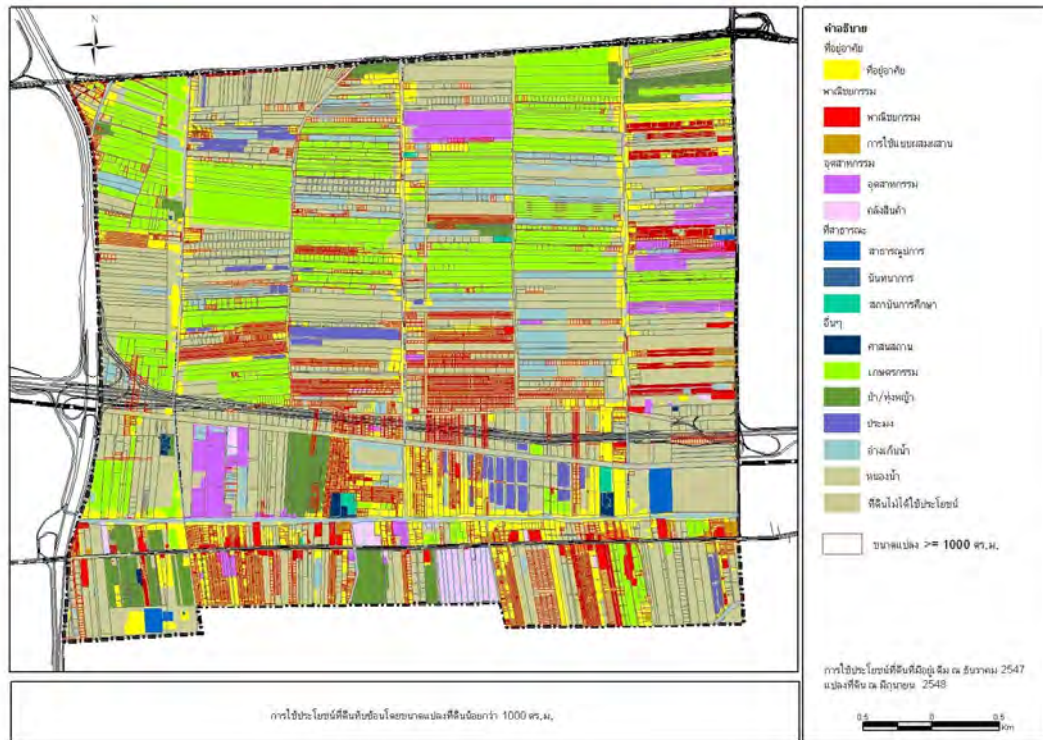 N
คำอธิบาย
ที่อยู่อาศัย
ที่อยู่อาศัย
พาณิชยกรรม
พาณิชยกรรม
การใช้แบบผสมผสาน
อุตสาหกรรม
อุตสาหกรรม
คลังสินค้า
ที่สาธารณะ
สาธารณูปการ
นันทนาการ
สถาบันการศึกษา
อื่นๆ
ศาสนสถาน
เกษตรกรรม
ป่า/ทุ่งหญ้า
ประมง
อ่างเก็บน้ำ
หนองน้ำ
ที่ดินไม่ได้ใช้ประโยชน์
ขนาดแปลง >= 1000 ตร.ม.
การใช้ประโยชน์ที่ดินที่มีอยู่เดิม ณ ธันวาคม 2547
แปลงที่ดิน ณ มิถุนายน 2548
0.5 0 0.5
Km
การใช้ประโยชน์ที่ดินทับซ้อนโดยขนาดแปลงที่ดินน้อยกว่า 1000 ตร.ม.